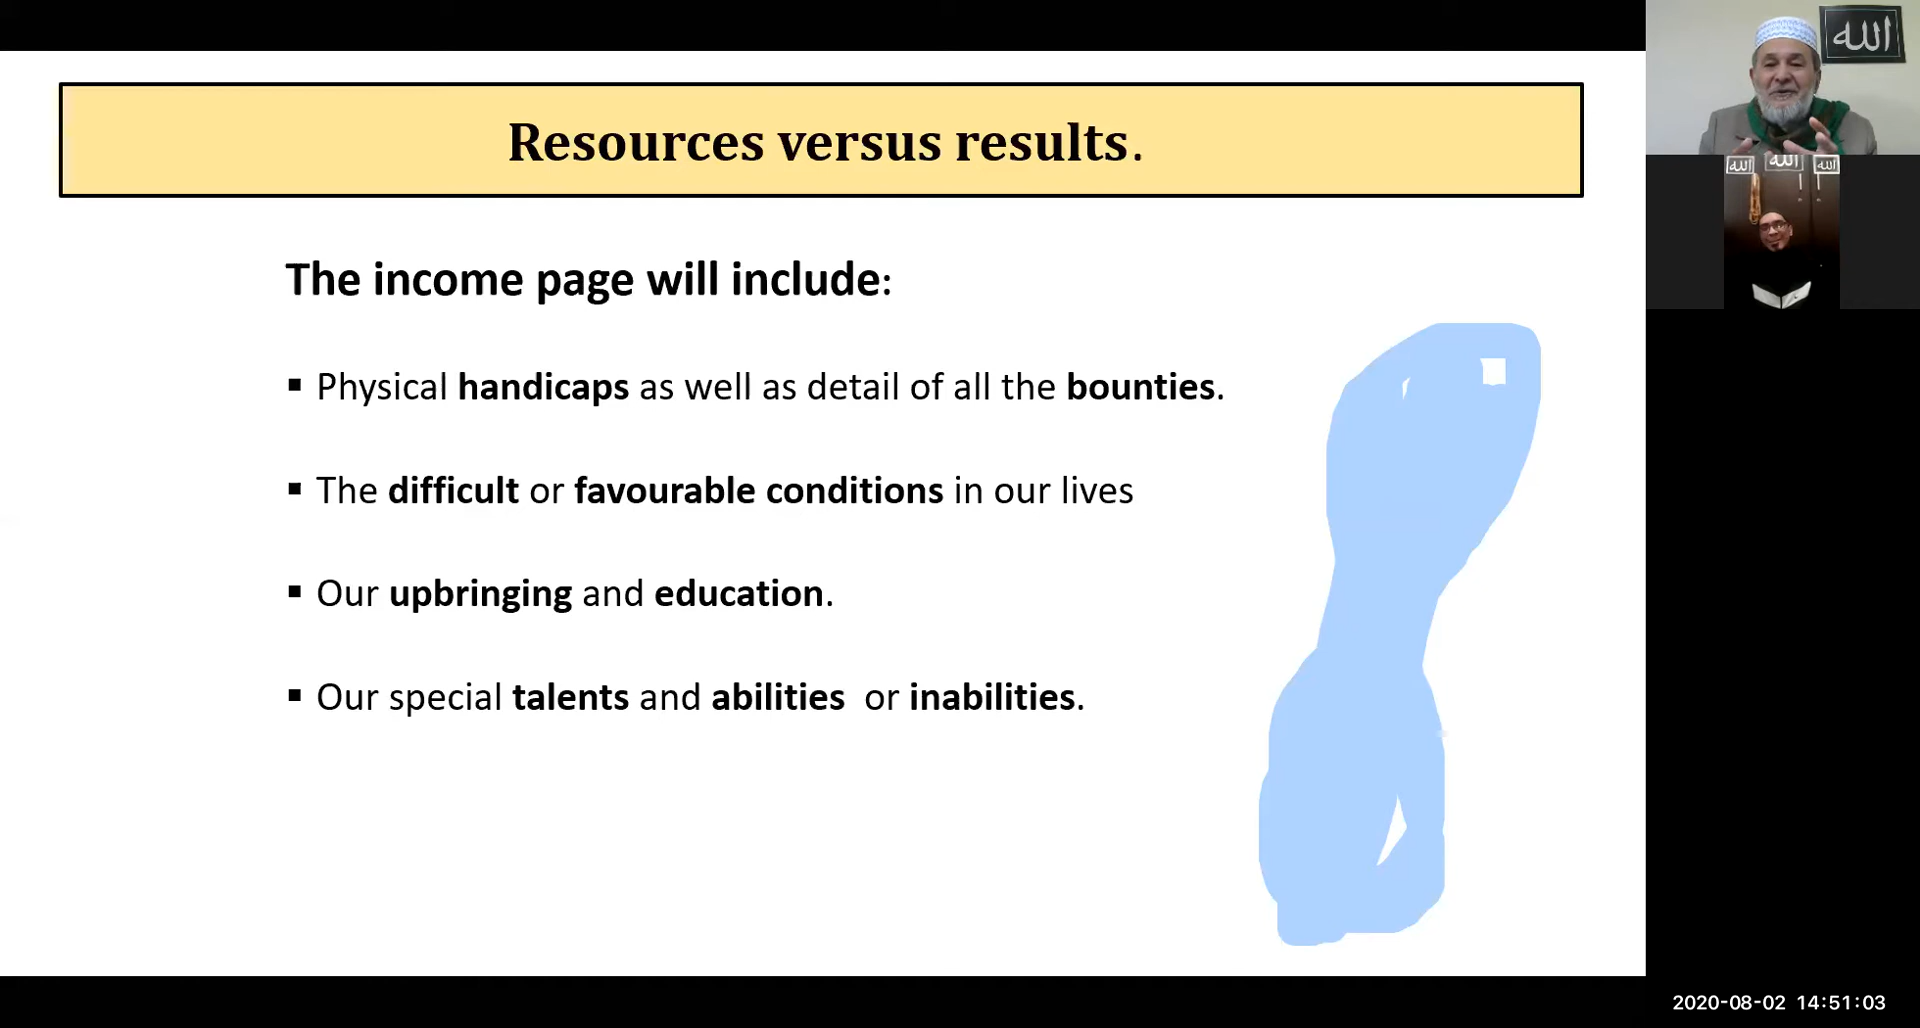 Resources versus results.
The income page will include:
▪ Physical handicaps as well as detail of all the bounties.
▪ The difficult or favourable conditions in our lives
▪ Our upbringing and education.
▪ Our special talents and abilities or inabilities.
الله
الله الله الله
2020-08-02 14:51:03